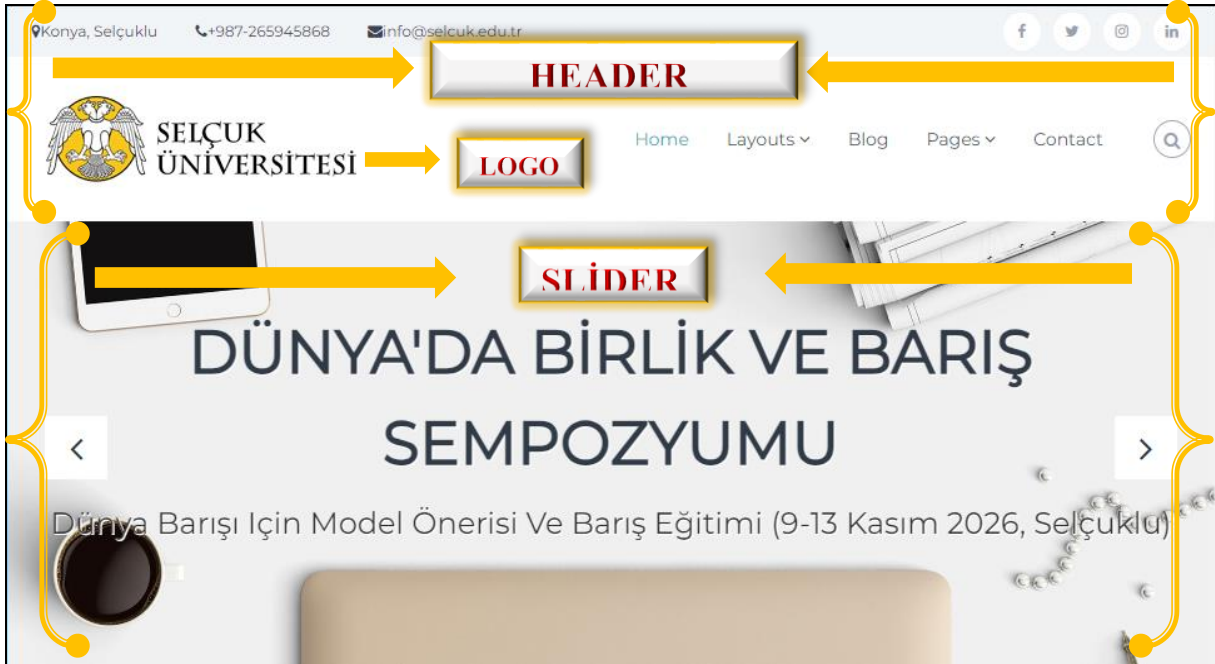 Konya, Selçuklu +987-265945868 info@selcuk.edu.tr
HEADER
SELÇUK
ÜNİVERSİTESİ
LOGO
Home Layouts Blog Pages Contact
SLİDER
DÜNYA'DA BİRLİK VE BARIŞ
SEMPOZYUMU
Dünya Barışı Için Model Önerisi Ve Barış Eğitimi (9-13 Kasım 2026, Selçuklu)